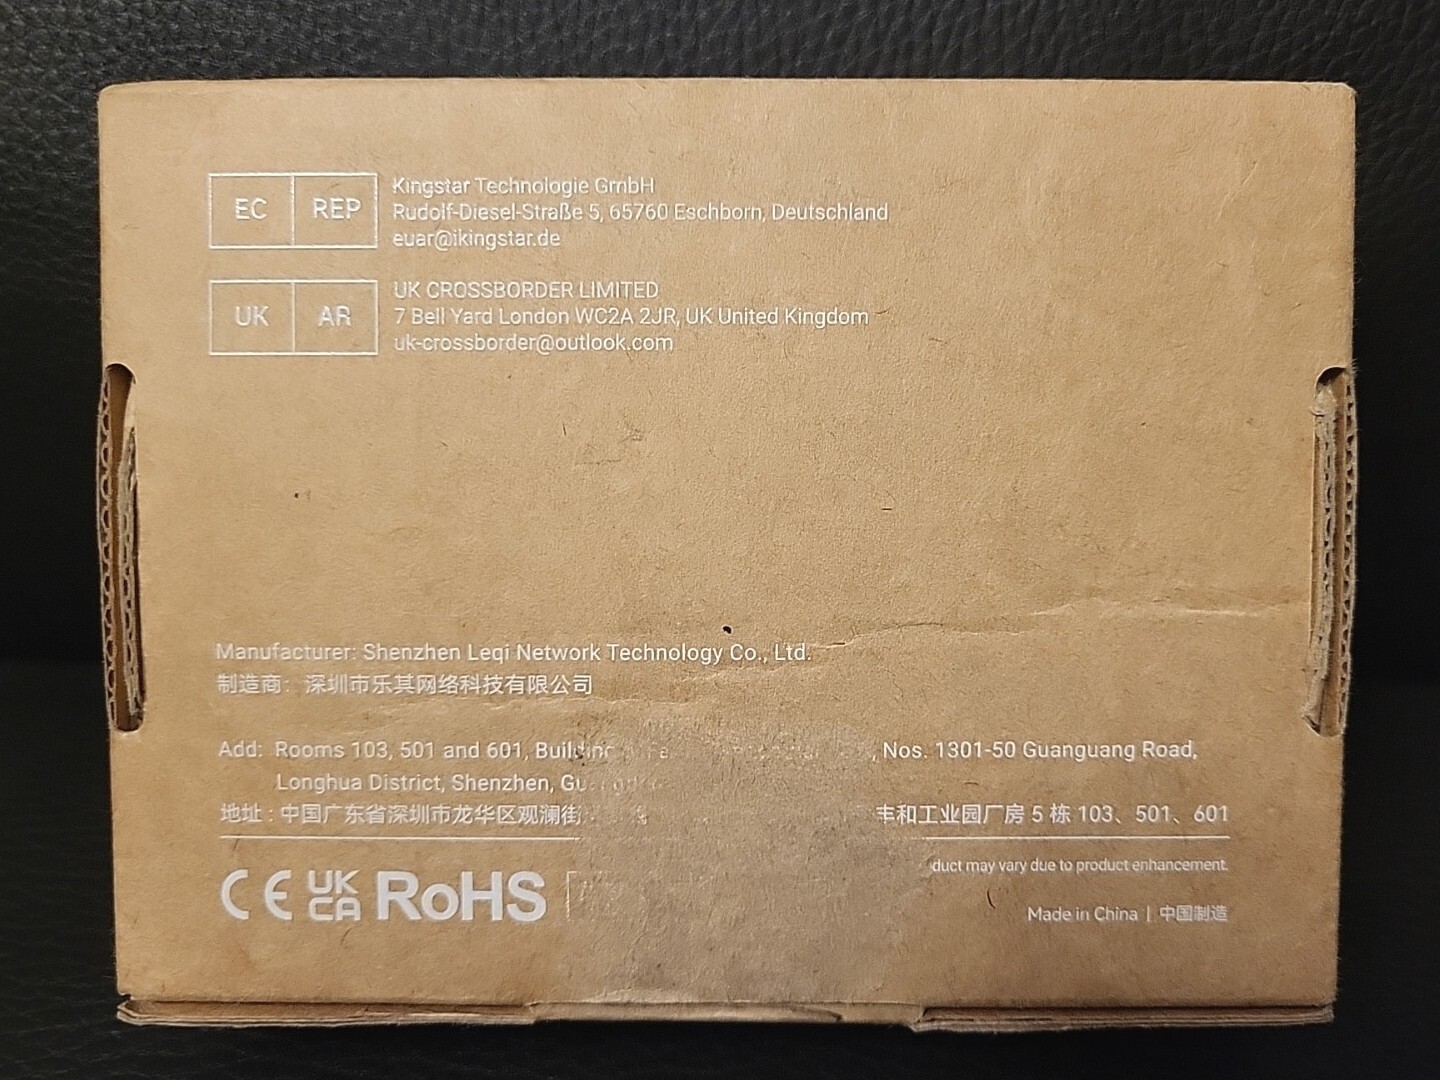 EC REP
Kingstar Technologie GmbH
Rudolf-Diesel-Straße 5, 65760 Eschborn, Deutschland
euar@ikingstar.de
UK AR
UK CROSSBORDER LIMITED
7 Bell Yard London WC2A 2JR, UK United Kingdom
uk-crossborder@outlook.com
Manufacturer: Shenzhen Leqi Network Technology Co., Ltd.
制造商：深圳市乐其网络科技有限公司
Add: Rooms 103, 501 and 601, Building , Nos. 1301-50 Guanguang Road,
Longhua District, Shenzhen,
地址：中国广东省深圳市龙华区观澜街 丰和工业园厂房 5 栋 103、501、601
CE UKCA RoHS
may vary due to product enhancement.
Made in China | 中国制造